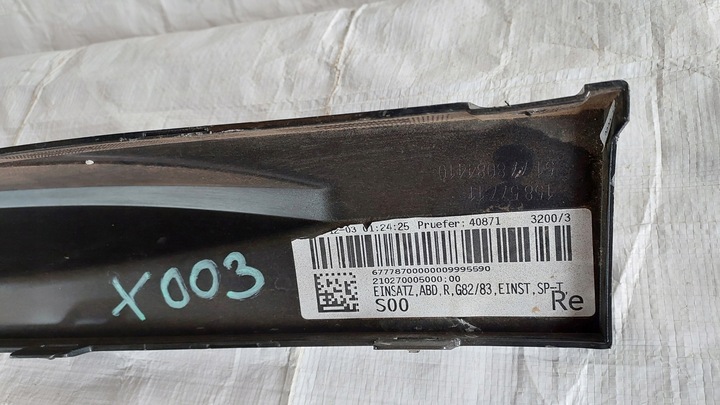 12-03 01:24:25 Pruefer: 40871 3200/3
67778700000009995590
210270005000:00
EINSATZ,ABD,R,G82/83,EINST,SP-T
S00 Re
X003